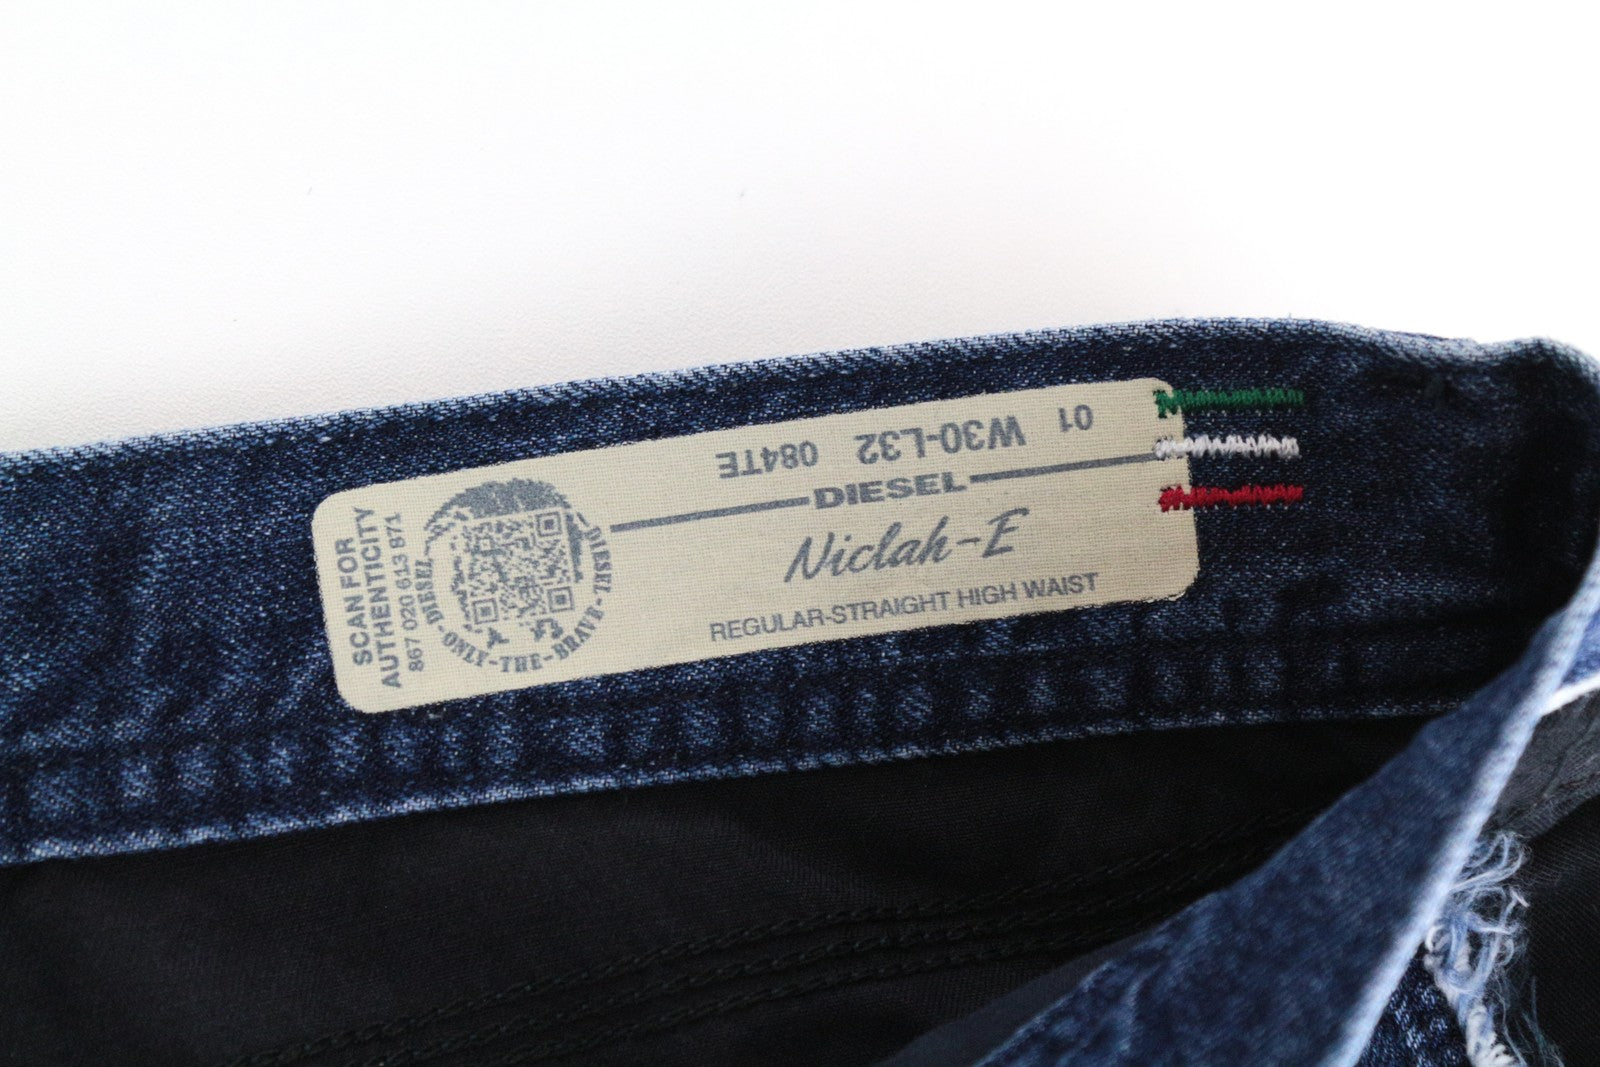 SCAN FOR
AUTHENTICITY
867 020 613 871
DIESEL-ONLY-THE-BRAVE-DIESEL
01 W30-L32 084TE
DIESEL
Niclah-E
REGULAR-STRAIGHT HIGH WAIST